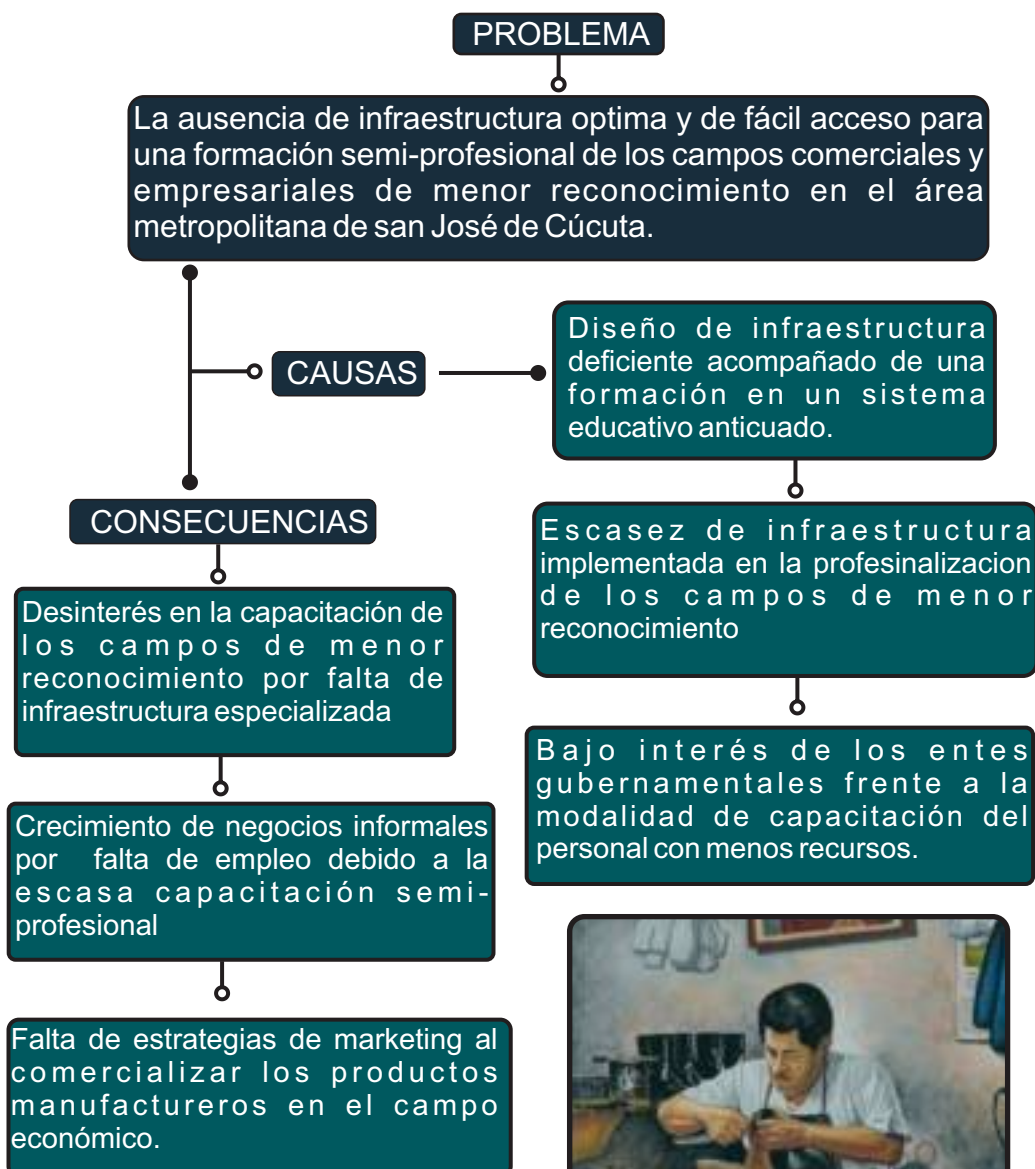 PROBLEMA
La ausencia de infraestructura optima y de fácil acceso para
una formación semi-profesional de los campos comerciales y
empresariales de menor reconocimiento en el área
metropolitana de san José de Cúcuta.
CAUSAS
Diseño de infraestructura
deficiente acompañado de una
formación en un sistema
educativo anticuado.
Escasez de infraestructura
implementada en la profesinalizacion
de los campos de menor
reconocimiento
Bajo interés de los entes
gubernamentales frente a la
modalidad de capacitación del
personal con menos recursos.
CONSECUENCIAS
Desinterés en la capacitación de
los campos de menor
reconocimiento por falta de
infraestructura especializada
Crecimiento de negocios informales
por falta de empleo debido a la
escasa capacitación semi-
profesional
Falta de estrategias de marketing al
comercializar los productos
manufactureros en el campo
económico.